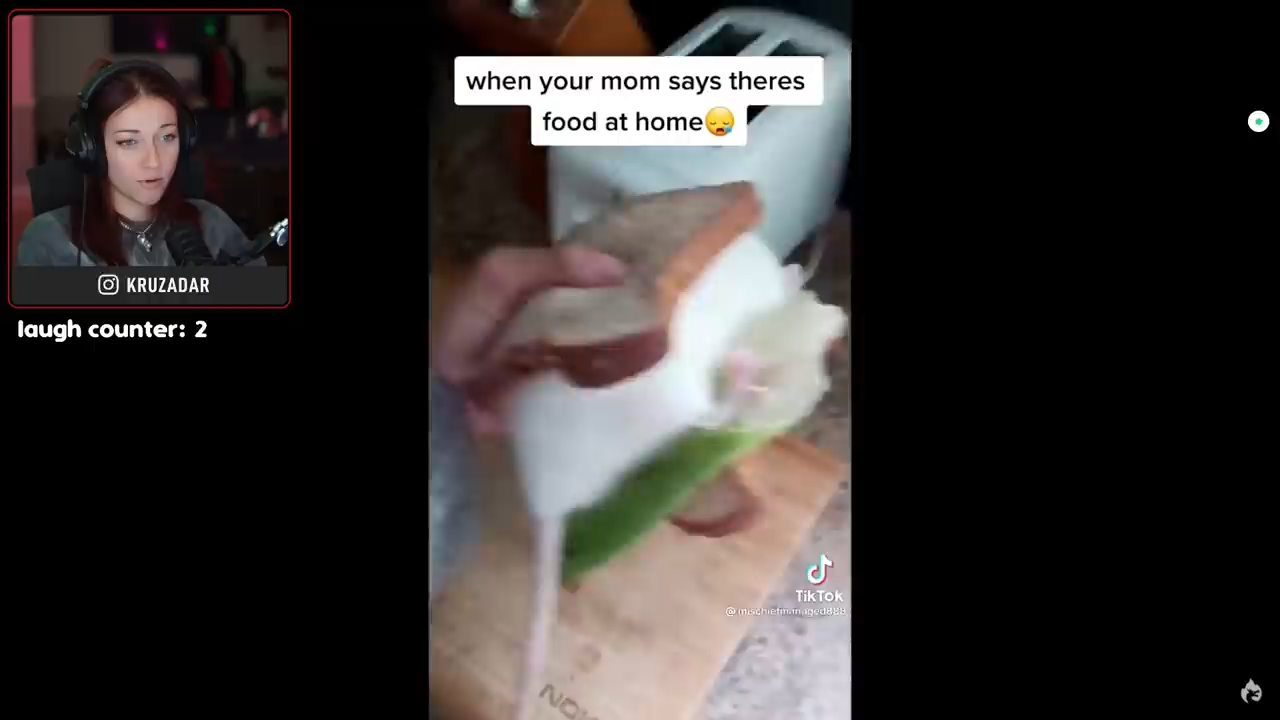 when your mom says theres
food at home😪
KRUZADAR
laugh counter: 2
TikTok
@mischiefmanaged888